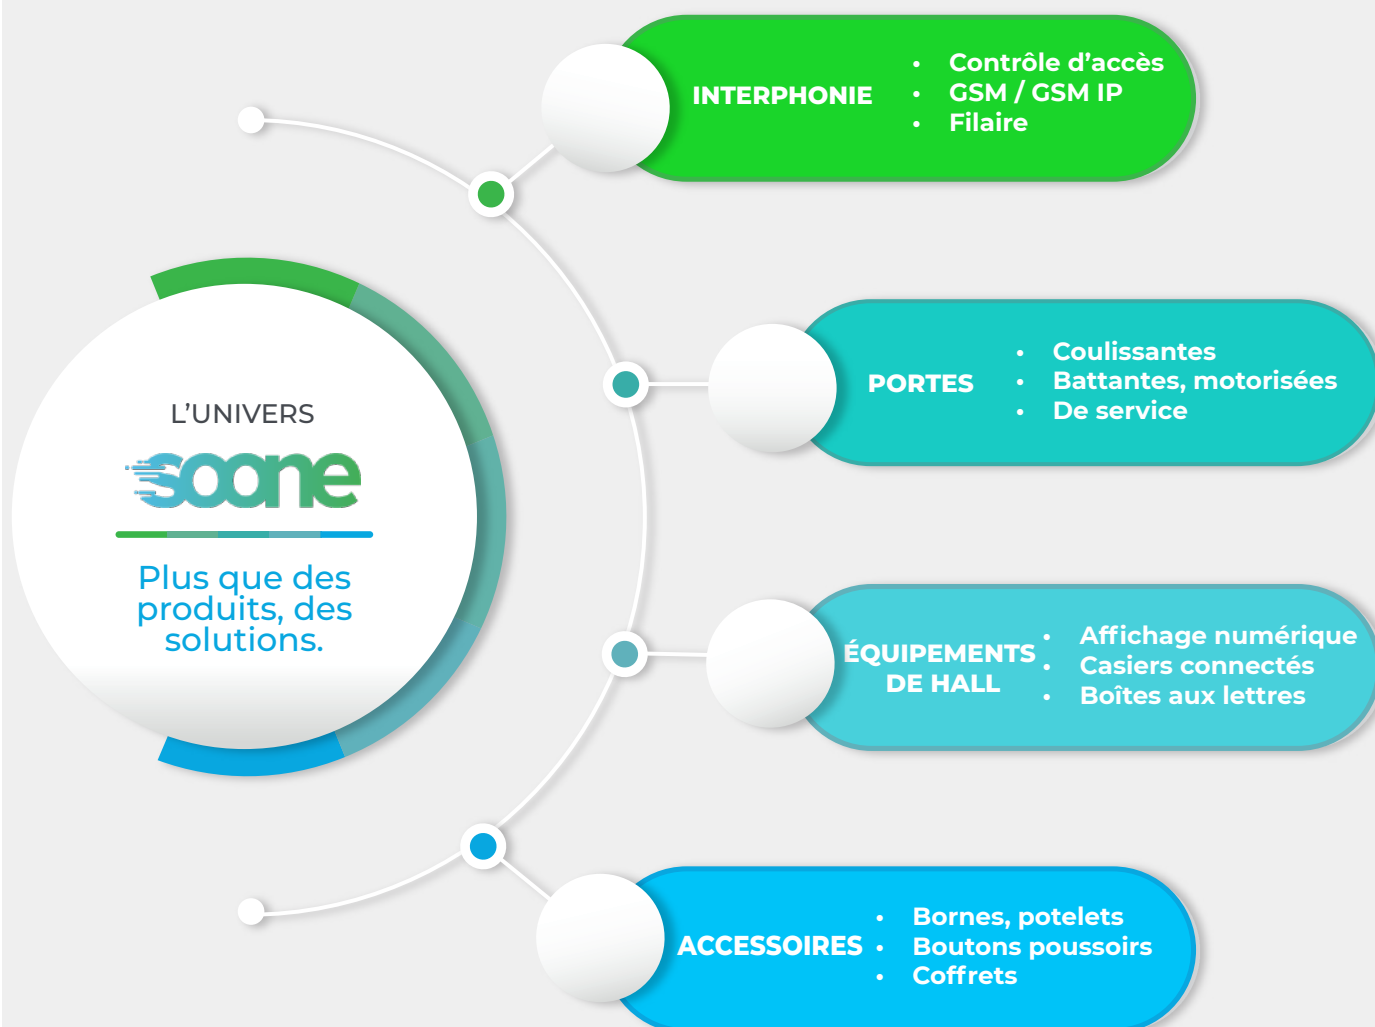 L’UNIVERS
soone
Plus que des
produits, des
solutions.
INTERPHONIE
• Contrôle d’accès
• GSM / GSM IP
• Filaire
PORTES
• Coulissantes
• Battantes, motorisées
• De service
ÉQUIPEMENTS
DE HALL
• Affichage numérique
• Casiers connectés
• Boîtes aux lettres
ACCESSOIRES
• Bornes, potelets
• Boutons poussoirs
• Coffrets